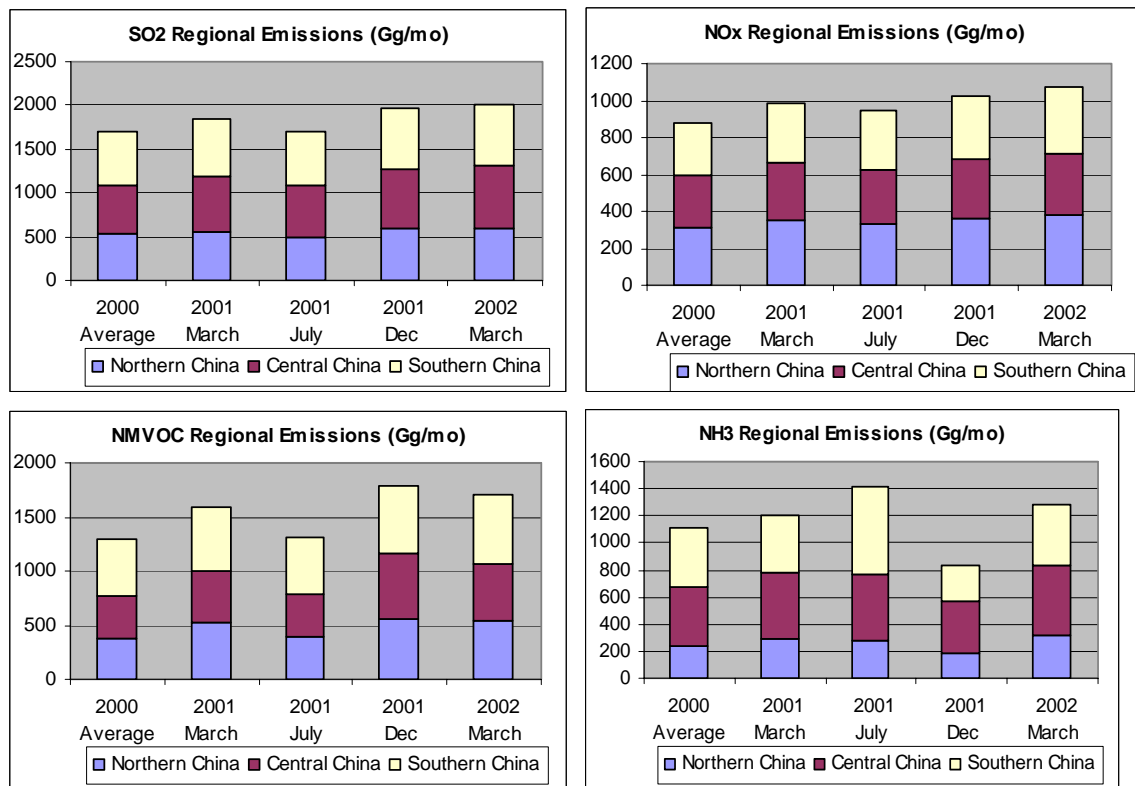 SO2 Regional Emissions (Gg/mo)
2500
2000
1500
1000
500
0
2000 2001 2001 2001 2002
Average March July Dec March
Northern China Central China Southern China
NOx Regional Emissions (Gg/mo)
1200
1000
800
600
400
200
0
2000 2001 2001 2001 2002
Average March July Dec March
Northern China Central China Southern China
NMVOC Regional Emissions (Gg/mo)
2000
1500
1000
500
0
2000 2001 2001 2001 2002
Average March July Dec March
Northern China Central China Southern China
NH3 Regional Emissions (Gg/mo)
1600
1400
1200
1000
800
600
400
200
0
2000 2001 2001 2001 2002
Average March July Dec March
Northern China Central China Southern China